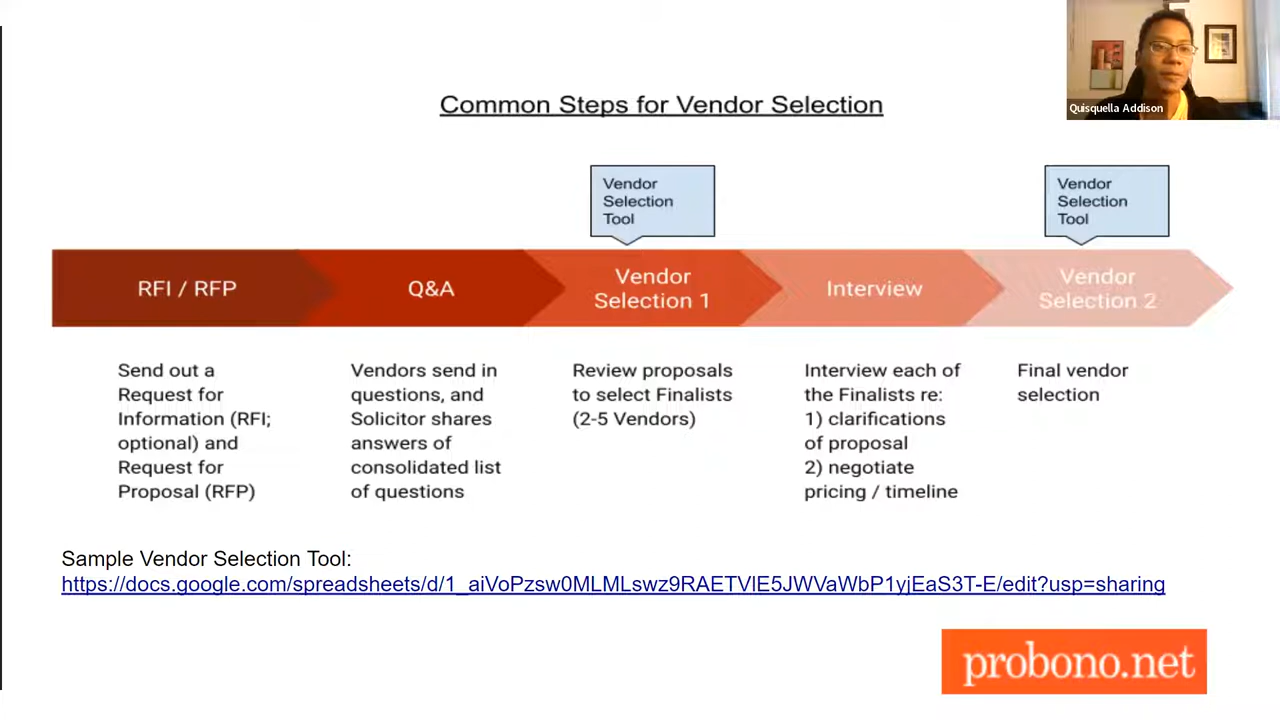 Quisquella Addison
Common Steps for Vendor Selection
Vendor
Selection
Tool
Vendor
Selection
Tool
RFI / RFP
Q&A
Vendor
Selection 1
Interview
Vendor
Selection 2
Send out a
Request for
Information (RFI;
optional) and
Request for
Proposal (RFP)
Vendors send in
questions, and
Solicitor shares
answers of
consolidated list
of questions
Review proposals
to select Finalists
(2-5 Vendors)
Interview each of
the Finalists re:
1) clarifications
of proposal
2) negotiate
pricing / timeline
Final vendor
selection
Sample Vendor Selection Tool:
https://docs.google.com/spreadsheets/d/1_aiVoPzsw0MLMLswz9RAETVlE5JWVaWbP1yjEaS3T-E/edit?usp=sharing
probono.net